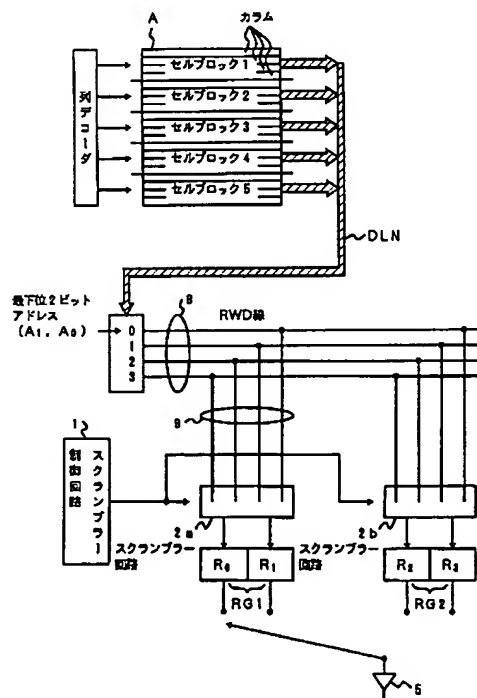 A
カラム
列デコーダ
セルブロック1
セルブロック2
セルブロック3
セルブロック4
セルブロック5
DLN
最下位2ビット
アドレス
(A1, A0)
0
1
2
3
8
RWD線
9
1
スクランブラー
制御回路
2a
2b
スクランブラー
回路
R0
R1
スクランブラー
回路
R2
R3
RG1
RG2
5